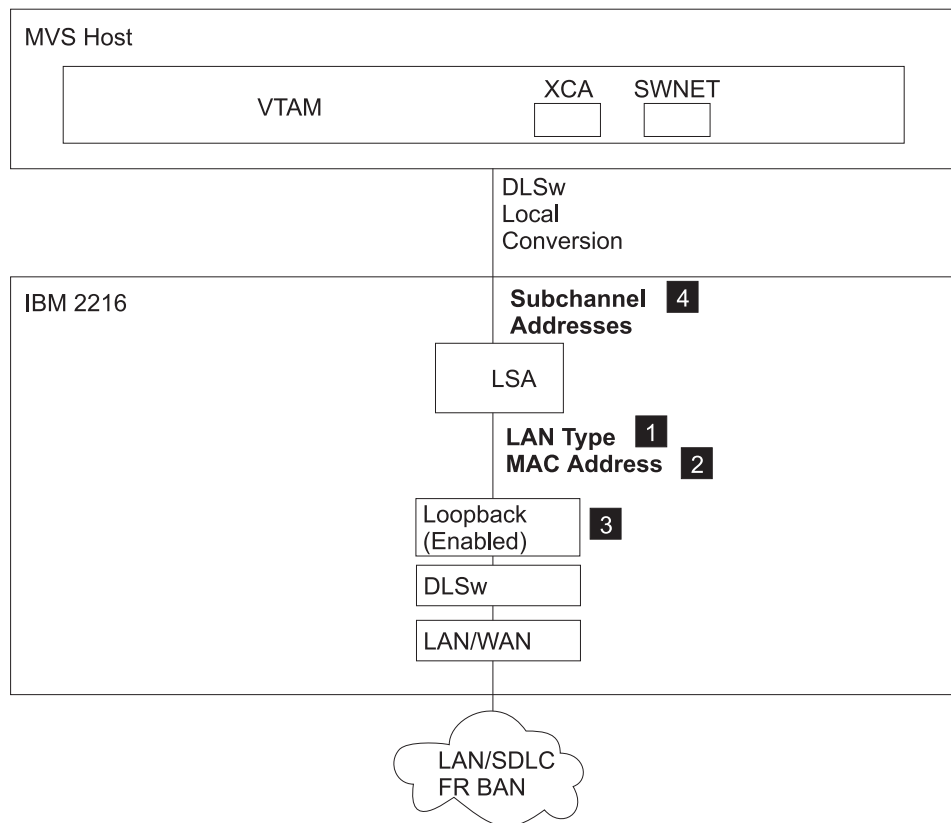 MVS Host
VTAM
XCA
SWNET
DLSw
Local
Conversion
IBM 2216
Subchannel 4
Addresses
LSA
LAN Type 1
MAC Address 2
Loopback
(Enabled)
3
DLSw
LAN/WAN
LAN/SDLC
FR BAN